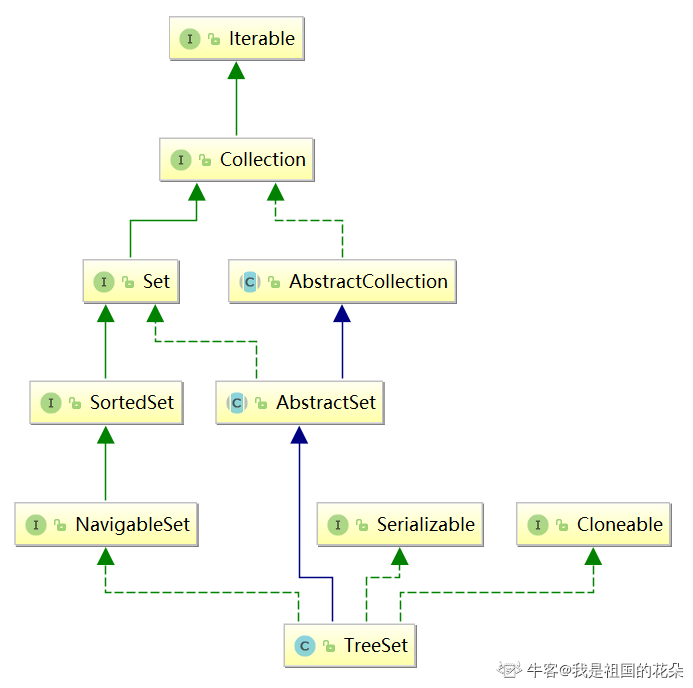 Iterable
Collection
Set
AbstractCollection
SortedSet
AbstractSet
NavigableSet
Serializable
Cloneable
TreeSet
牛客@我是祖国的花朵